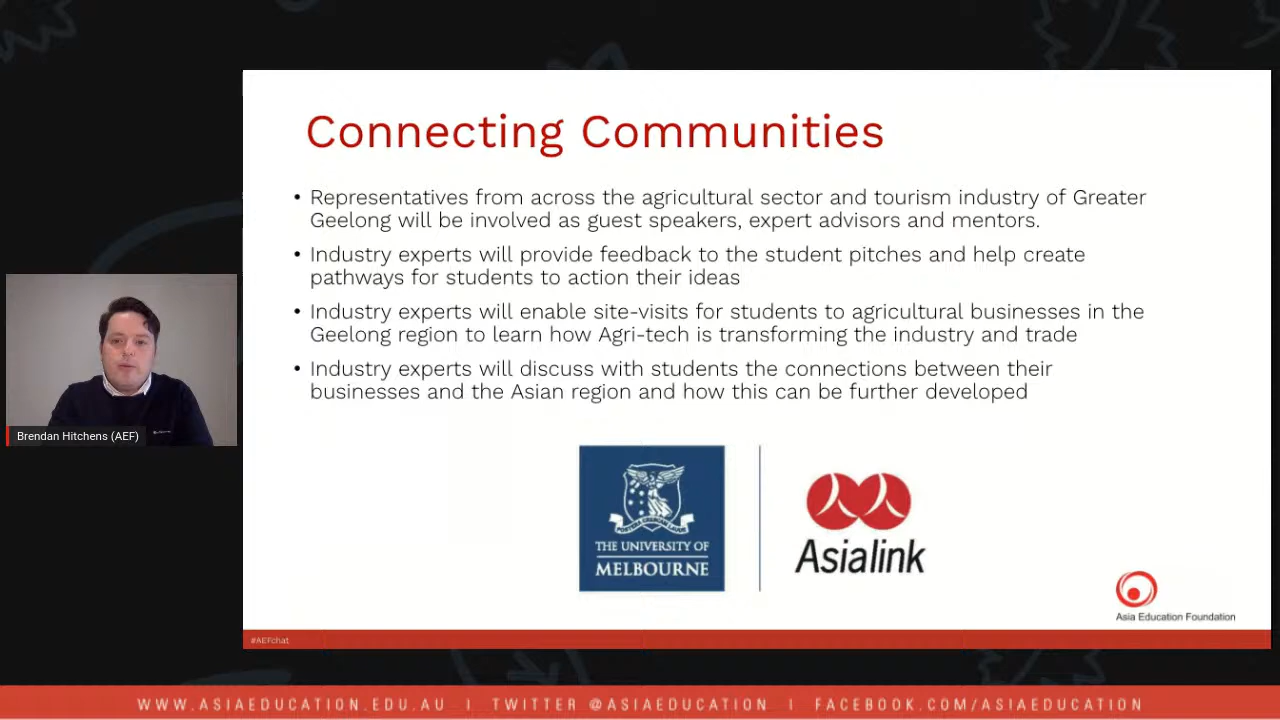 Connecting Communities
• Representatives from across the agricultural sector and tourism industry of Greater
Geelong will be involved as guest speakers, expert advisors and mentors.
• Industry experts will provide feedback to the student pitches and help create
pathways for students to action their ideas
• Industry experts will enable site-visits for students to agricultural businesses in the
Geelong region to learn how Agri-tech is transforming the industry and trade
• Industry experts will discuss with students the connections between their
businesses and the Asian region and how this can be further developed
Brendan Hitchens (AEF)
THE UNIVERSITY OF
MELBOURNE
Asialink
Asia Education Foundation
#AEFchat
WWW.ASIAEDUCATION.EDU.AU | TWITTER @ASIAEDUCATION | FACEBOOK.COM/ASIAEDUCATION